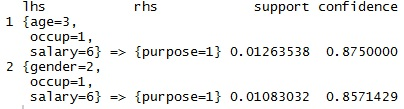 lhs rhs support confidence
1 {age=3,
occup=1,
salary=6} => {purpose=1} 0.01263538 0.8750000
2 {gender=2,
occup=1,
salary=6} => {purpose=1} 0.01083032 0.8571429